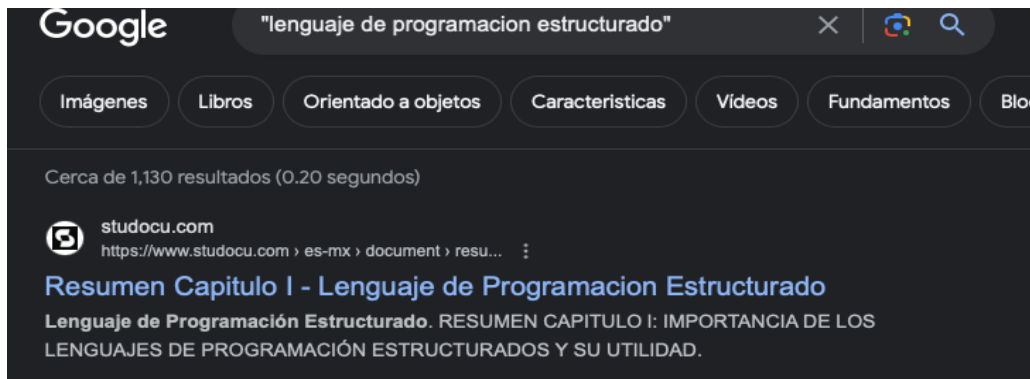 Google
"lenguaje de programacion estructurado"
Imágenes Libros Orientado a objetos Caracteristicas Vídeos Fundamentos Blo
Cerca de 1,130 resultados (0.20 segundos)
studocu.com
https://www.studocu.com › es-mx › document › resu...
Resumen Capitulo I - Lenguaje de Programacion Estructurado
Lenguaje de Programación Estructurado. RESUMEN CAPITULO I: IMPORTANCIA DE LOS
LENGUAJES DE PROGRAMACIÓN ESTRUCTURADOS Y SU UTILIDAD.